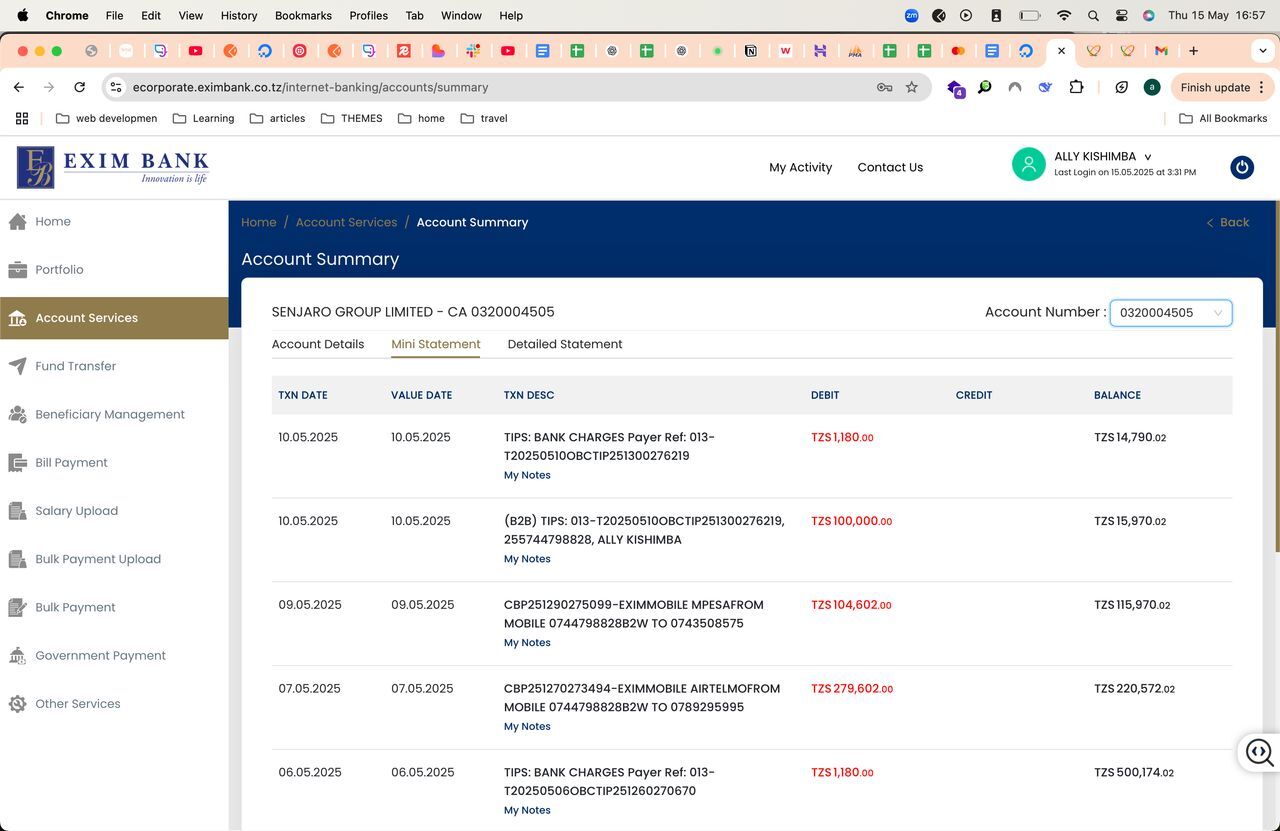 Chrome File Edit View History Bookmarks Profiles Tab Window Help
zm
Thu 15 May 16:57
ecorporate.eximbank.co.tz/internet-banking/accounts/summary
4
a
Finish update
web developmen Learning articles THEMES home travel
All Bookmarks
EXIM BANK
Innovation is life
My Activity Contact Us
ALLY KISHIMBA
Last Login on 15.05.2025 at 3:31 PM
Home
Portfolio
Account Services
Fund Transfer
Beneficiary Management
Bill Payment
Salary Upload
Bulk Payment Upload
Bulk Payment
Government Payment
Other Services
Home / Account Services / Account Summary
< Back
Account Summary
SENJARO GROUP LIMITED - CA 0320004505
Account Number : 0320004505
Account Details Mini Statement Detailed Statement
TXN DATE VALUE DATE TXN DESC DEBIT CREDIT BALANCE
10.05.2025 10.05.2025 TIPS: BANK CHARGES Payer Ref: 013- TZS 1,180.00 TZS 14,790.02
T20250510OBCTIP251300276219
My Notes
10.05.2025 10.05.2025 (B2B) TIPS: 013-T20250510OBCTIP251300276219, TZS 100,000.00 TZS 15,970.02
255744798828, ALLY KISHIMBA
My Notes
09.05.2025 09.05.2025 CBP251290275099-EXIMMOBILE MPESAFROM TZS 104,602.00 TZS 115,970.02
MOBILE 0744798828B2W TO 0743508575
My Notes
07.05.2025 07.05.2025 CBP251270273494-EXIMMOBILE AIRTELMOFROM TZS 279,602.00 TZS 220,572.02
MOBILE 0744798828B2W TO 0789295995
My Notes
06.05.2025 06.05.2025 TIPS: BANK CHARGES Payer Ref: 013- TZS 1,180.00 TZS 500,174.02
T20250506OBCTIP251260270670
My Notes